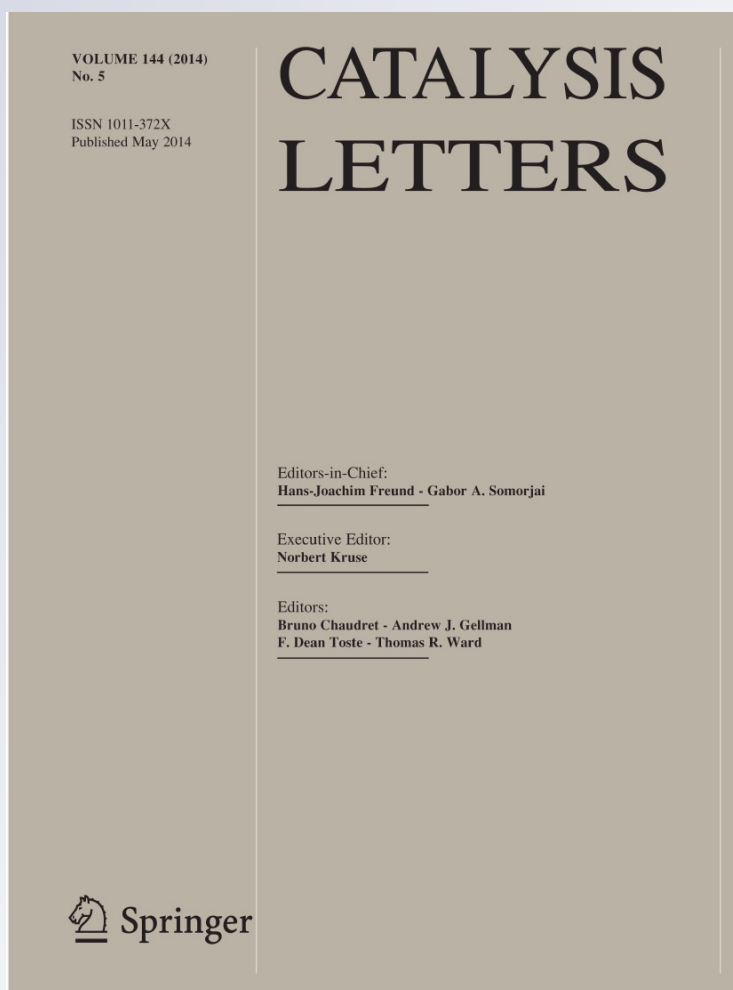 VOLUME 144 (2014)
No. 5
ISSN 1011-372X
Published May 2014
CATALYSIS
LETTERS
Editors-in-Chief:
Hans-Joachim Freund - Gabor A. Somorjai
Executive Editor:
Norbert Kruse
Editors:
Bruno Chaudret - Andrew J. Gellman
F. Dean Toste - Thomas R. Ward
Springer